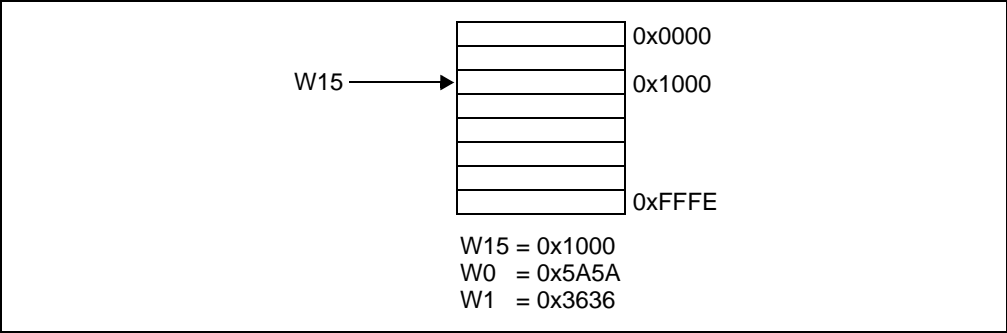 0x0000
W15
0x1000
0xFFFE
W15 = 0x1000
W0 = 0x5A5A
W1 = 0x3636